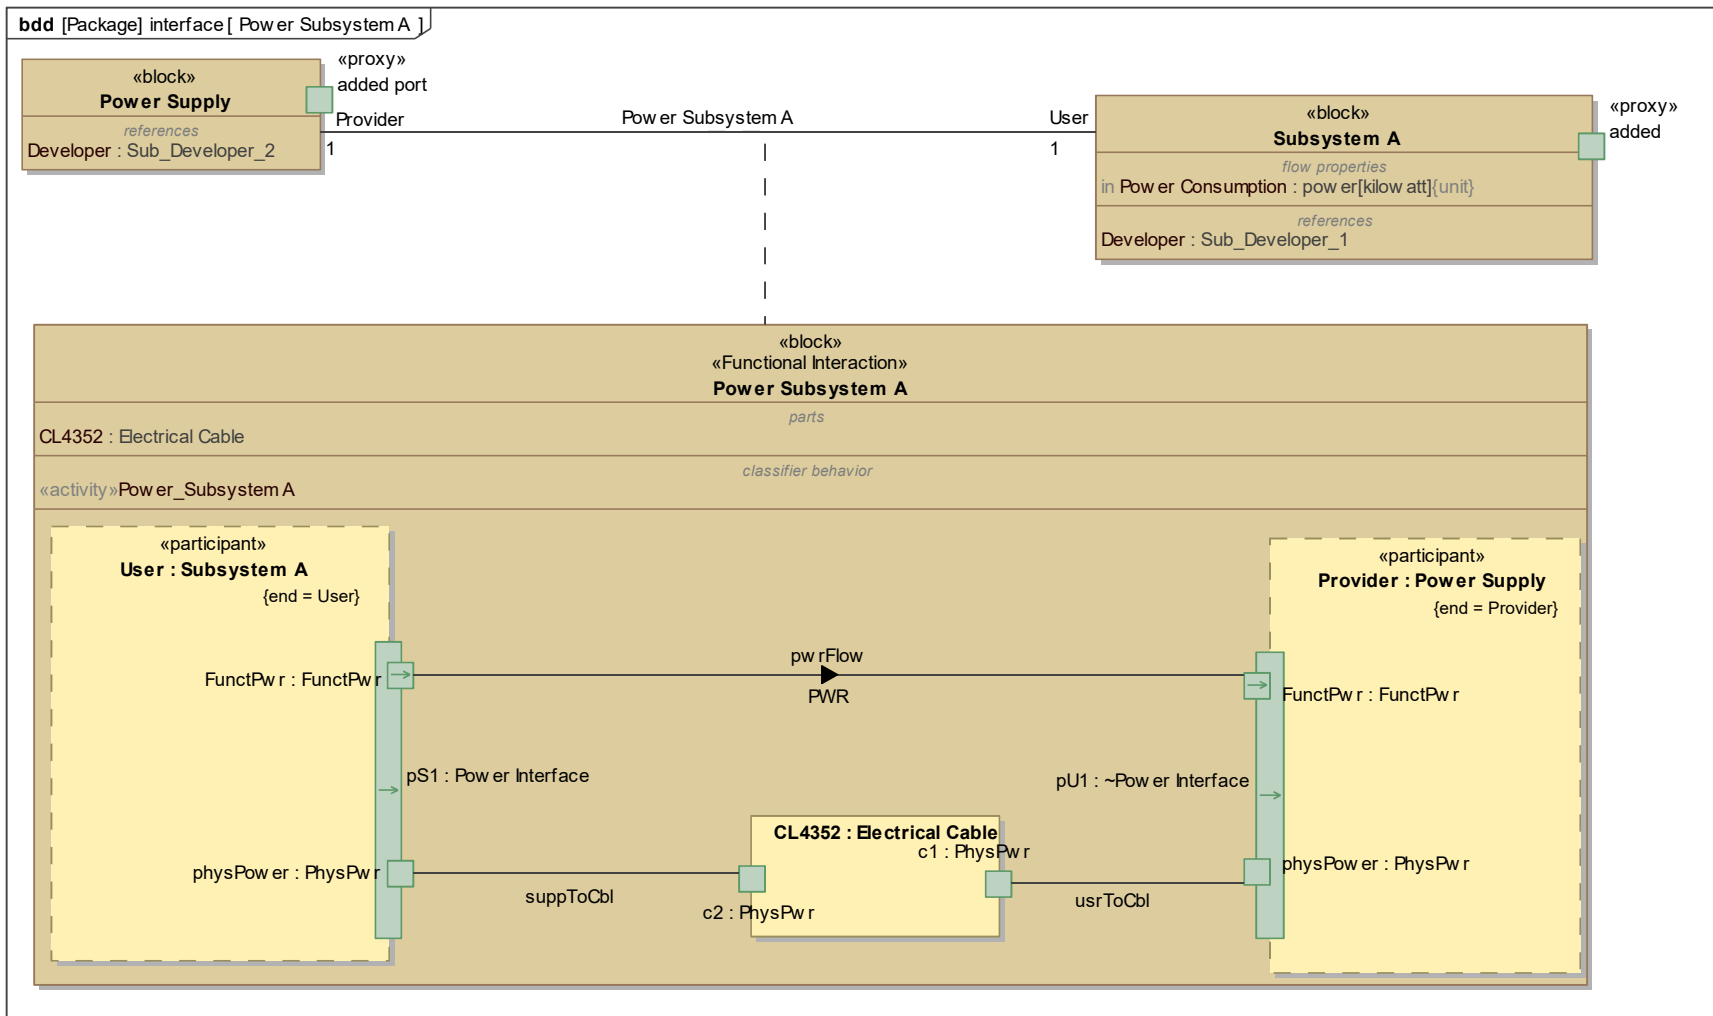 bdd [Package] interface [ Power Subsystem A ]
«block»
Power Supply
references
Developer : Sub_Developer_2
«proxy»
added port
Provider
1
Power Subsystem A
User
1
«block»
Subsystem A
flow properties
in Power Consumption : power[kilowatt]{unit}
references
Developer : Sub_Developer_1
«proxy»
added
«block»
«Functional Interaction»
Power Subsystem A
parts
CL4352 : Electrical Cable
classifier behavior
«activity»Power_Subsystem A
«participant»
User : Subsystem A
{end = User}
«participant»
Provider : Power Supply
{end = Provider}
FunctPwr : FunctPwr
pwrFlow
PWR
FunctPwr : FunctPwr
pS1 : Power Interface
pU1 : ~Power Interface
CL4352 : Electrical Cable
c1 : PhysPwr
physPower : PhysPwr
suppToCbl
c2 : PhysPwr
usrToCbl
physPower : PhysPwr